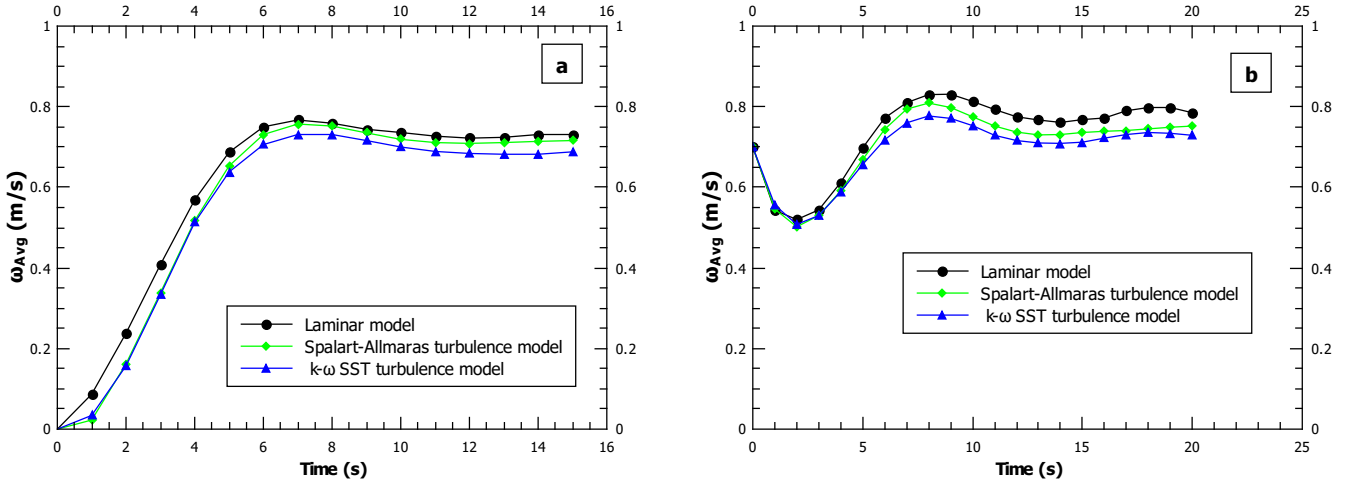 0 2 4 6 8 10 12 14 16
1 1
a
0.8 0.8
0.6 0.6
0.4 0.4
0.2 0.2
0 0
ωAvg (m/s)
Laminar model
Spalart-Allmaras turbulence model
k-ω SST turbulence model
0 2 4 6 8 10 12 14 16
Time (s)
0 5 10 15 20 25
1 1
b
0.8 0.8
0.6 0.6
0.4 0.4
0.2 0.2
0 0
ωAvg (m/s)
Laminar model
Spalart-Allmaras turbulence model
k-ω SST turbulence model
0 5 10 15 20 25
Time (s)